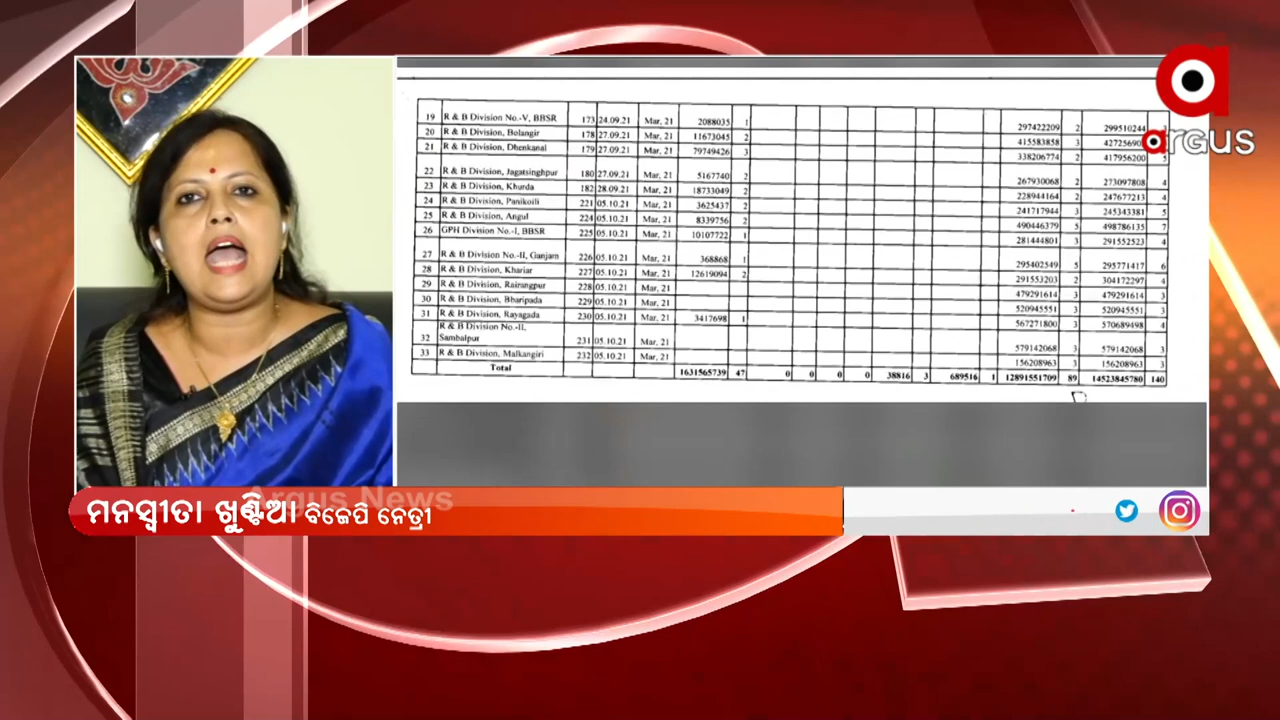 argus
19 R & B Division No.-V, BBSR 173 24.09.21 Mar, 21 2088035 1 297422209 2 299510244
20 R & B Division, Bolangir 178 27.09.21 Mar, 21 11673045 2 415583858 3 42725690
21 R & B Division, Dhenkanal 179 27.09.21 Mar, 21 79749426 3 338206774 2 417956200 5
22 R & B Division, Jagatsinghpur 180 27.09.21 Mar, 21 5167740 2 267930068 2 273097808 4
23 R & B Division, Khurda 182 28.09.21 Mar, 21 18733049 2 228944164 2 247677213 4
24 R & B Division, Panikoili 221 05.10.21 Mar, 21 3625437 2 241717944 3 245343381 5
25 R & B Division, Angul 224 05.10.21 Mar, 21 8339756 2 490446379 5 498786135 7
26 GPH Division No.-I, BBSR 225 05.10.21 Mar, 21 10107722 1 281444801 3 291552523 4
27 R & B Division No.-II, Ganjam 226 05.10.21 Mar, 21 368868 1 295402549 5 295771417 6
28 R & B Division, Khariar 227 05.10.21 Mar, 21 12619094 2 291553203 2 304172297 4
29 R & B Division, Rairangpur 228 05.10.21 Mar, 21 479291614 3 479291614 3
30 R & B Division, Baripada 229 05.10.21 Mar, 21 520945551 3 520945551 3
31 R & B Division, Rayagada 230 05.10.21 Mar, 21 3417698 1 567271800 3 570689498 4
R & B Division No.-II,
32 Sambalpur 231 05.10.21 Mar, 21 579142068 3 579142068 3
33 R & B Division, Malkangiri 232 05.10.21 Mar, 21 156208963 3 156208963 3
Total 1631565739 47 0 0 0 0 38816 3 689516 1 12891551709 89 14523845780 140
Argus News
ମନସ୍ୱୀତା ଖୁଣ୍ଟିଆ ବିଜେପି ନେତ୍ରୀ